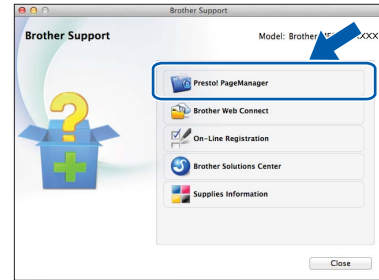 Brother Support
Brother Support
Model: Brother
XXX
Presto! PageManager
Brother Web Connect
On-Line Registration
Brother Solutions Center
Supplies Information
Close